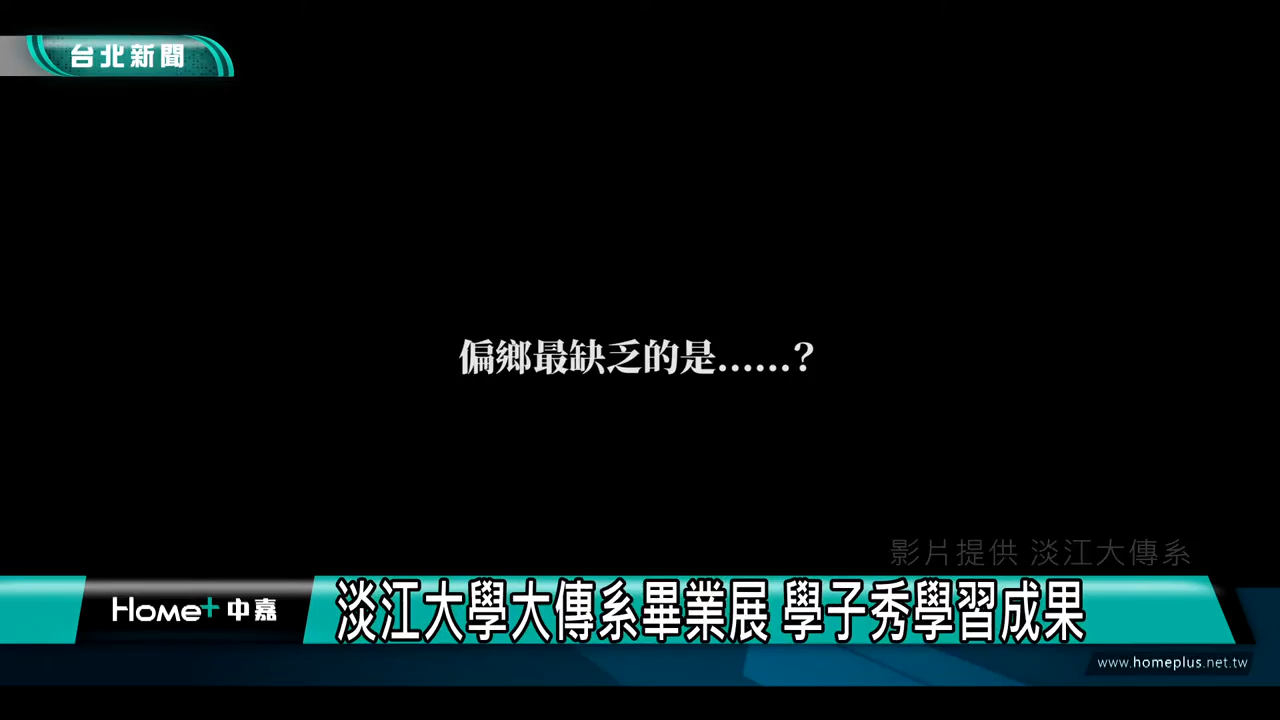 台北新聞
偏鄉最缺乏的是......?
影片提供 淡江大傳系
Home+ 中嘉
淡江大學大傳系畢業展 學子秀學習成果
www.homeplus.net.tw